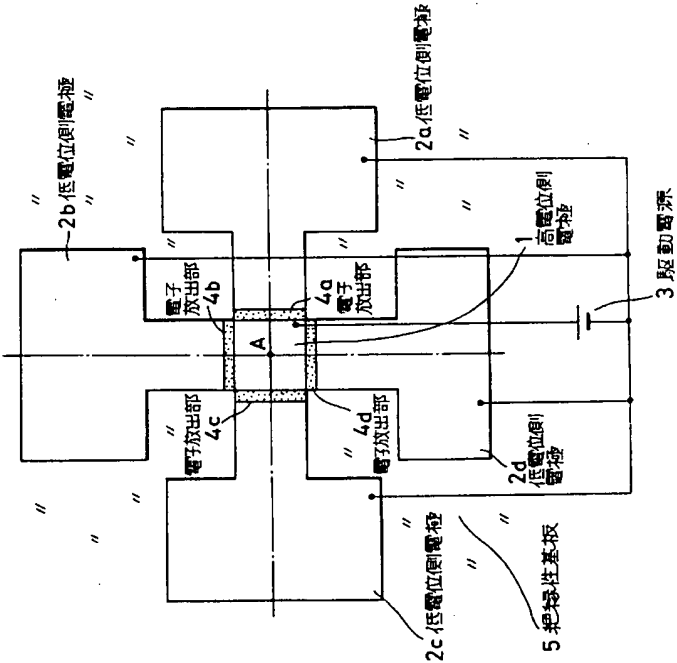 2b 低電位側電極
2a 低電位側電極
電子
放出部
4b
4a
電子
放出部
A
1
高電位側
電極
3 駆動電源
電子放出部
4c
4d
電子放出部
2d
低電位側
電極
2c 低電位側電極
5 絶縁性基板